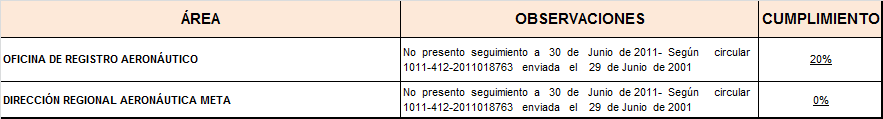 ÁREA OBSERVACIONES CUMPLIMIENTO
OFICINA DE REGISTRO AERONÁUTICO
No presento seguimiento a 30 de Junio de 2011- Según circular
1011-412-2011018763 enviada el 29 de Junio de 2001
20%
DIRECCIÓN REGIONAL AERONÁUTICA META
No presento seguimiento a 30 de Junio de 2011- Según circular
1011-412-2011018763 enviada el 29 de Junio de 2001
0%